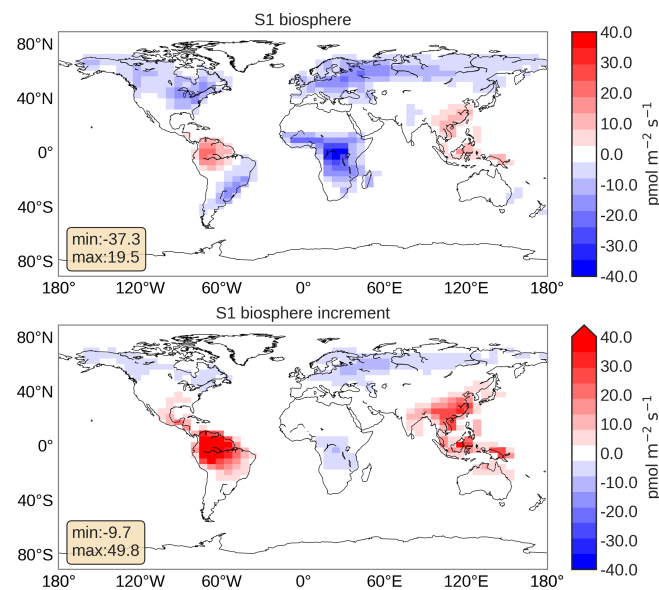 S1 biosphere
80°N
40°N
0°
40°S
80°S
min:-37.3
max:19.5
180° 120°W 60°W 0° 60°E 120°E 180°
40.0
30.0
20.0
10.0
0.0
-10.0
-20.0
-30.0
-40.0
pmol m⁻² s⁻¹
S1 biosphere increment
80°N
40°N
0°
40°S
80°S
min:-9.7
max:49.8
180° 120°W 60°W 0° 60°E 120°E 180°
40.0
30.0
20.0
10.0
0.0
-10.0
-20.0
-30.0
-40.0
pmol m⁻² s⁻¹